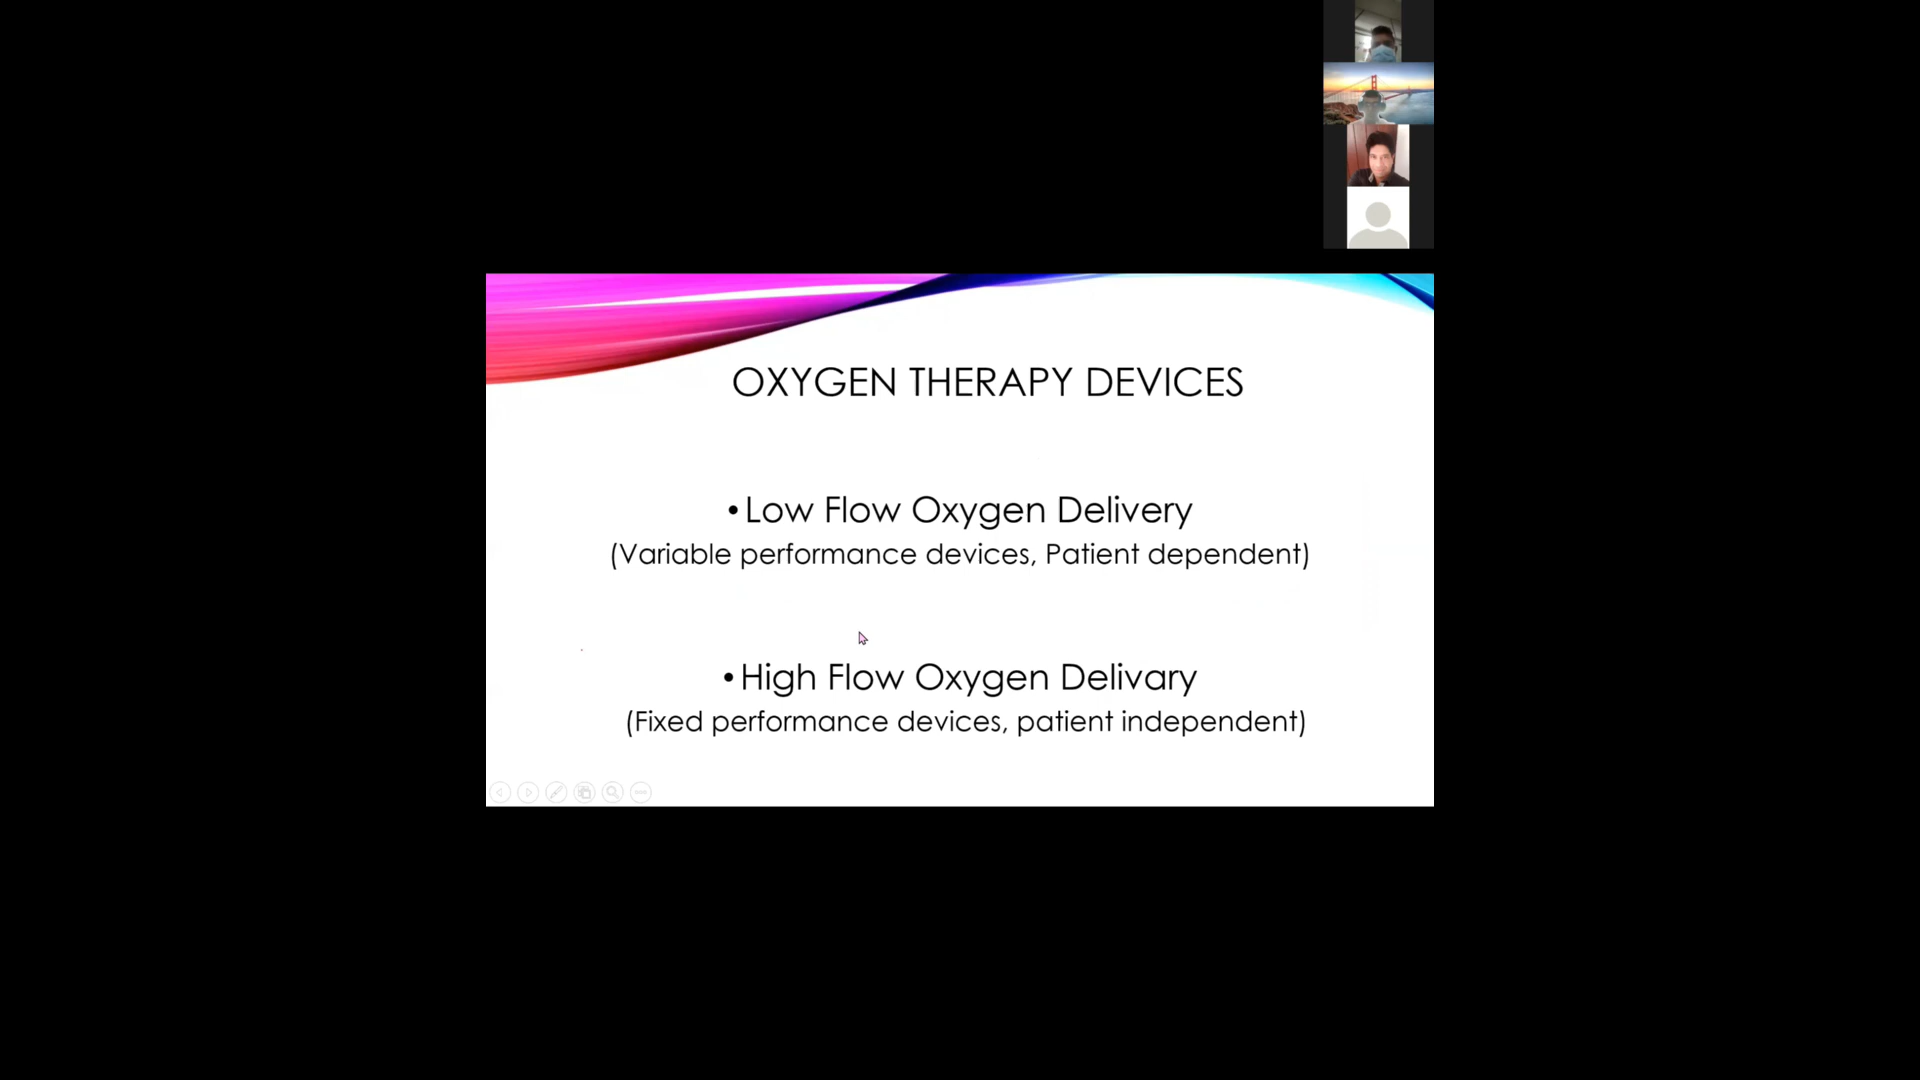 OXYGEN THERAPY DEVICES
•Low Flow Oxygen Delivery
(Variable performance devices, Patient dependent)
•High Flow Oxygen Delivary
(Fixed performance devices, patient independent)